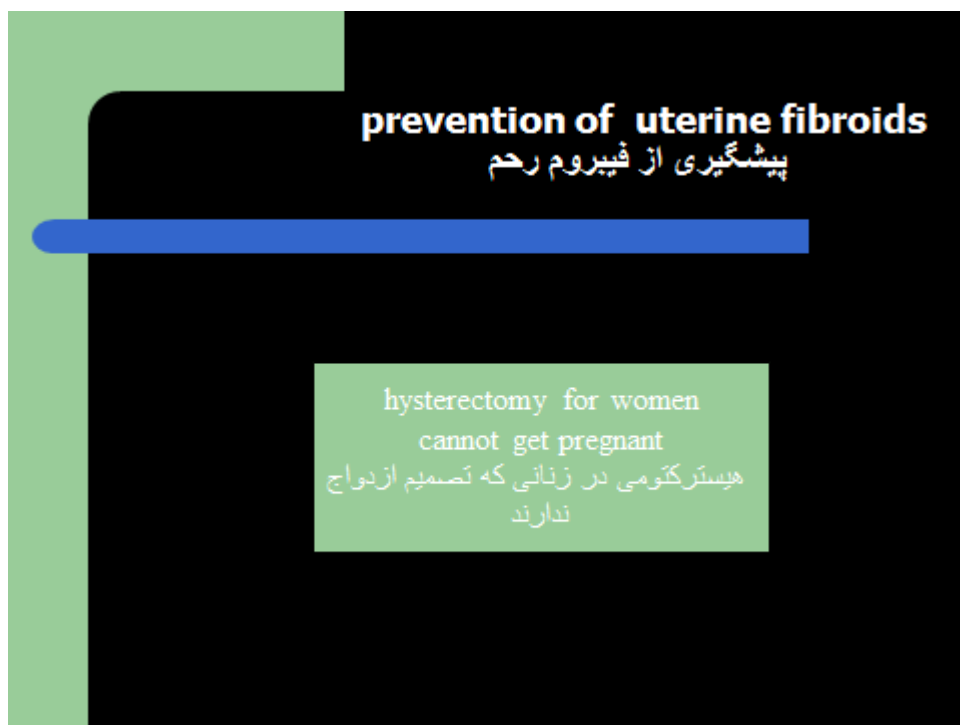 prevention of uterine fibroids
پیشگیری از فیبروم رحم
hysterectomy for women
cannot get pregnant
هیسترکتومی در زنانی که تصمیم ازدواج
ندارند